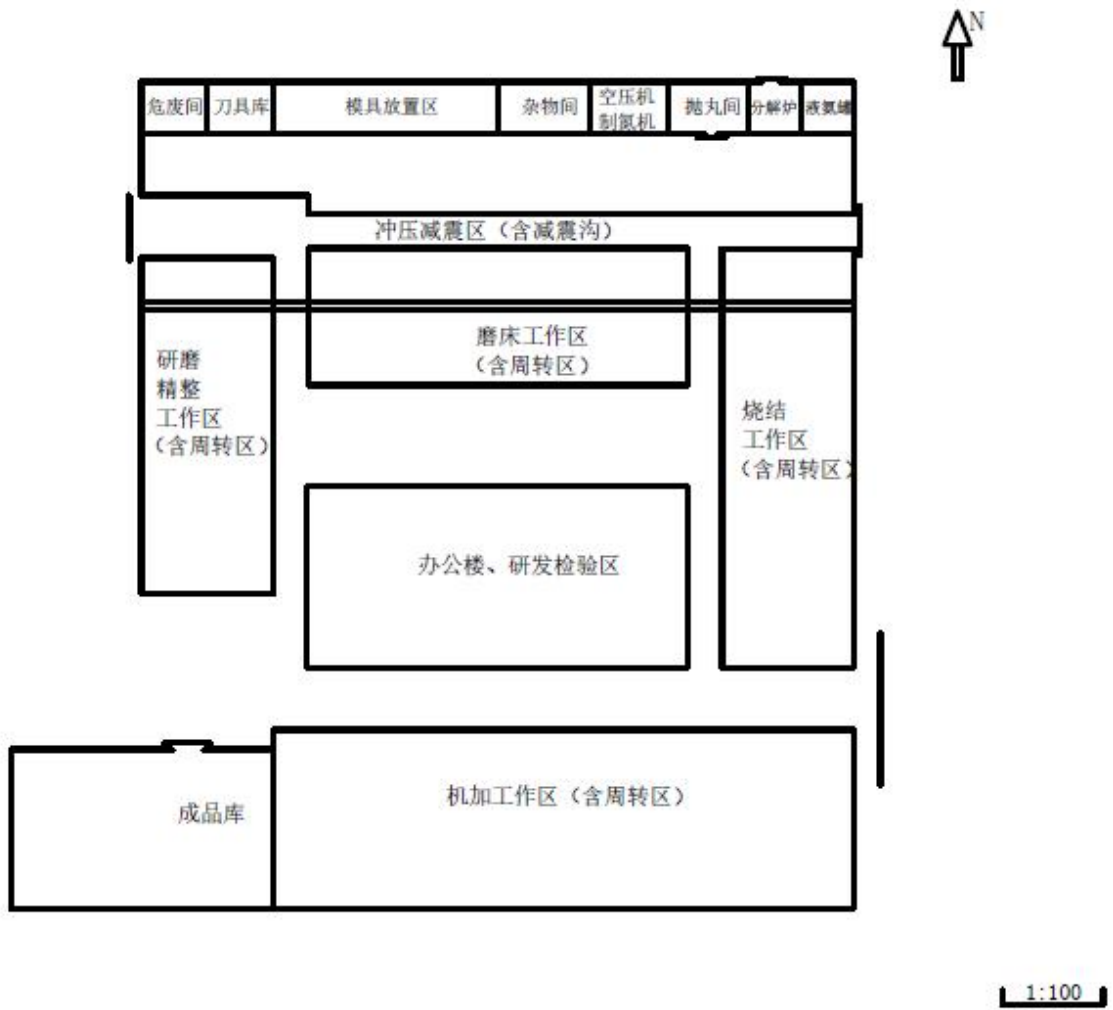 N
危废间 刀具库 模具放置区 杂物间 空压机 抛丸间 分解炉 液氨罐
制氮机
冲压减震区（含减震沟）
磨床工作区
（含周转区）
研磨
精整
工作区
（含周转区）
烧结
工作区
（含周转区）
办公楼、研发检验区
机加工作区（含周转区）
成品库
1:100